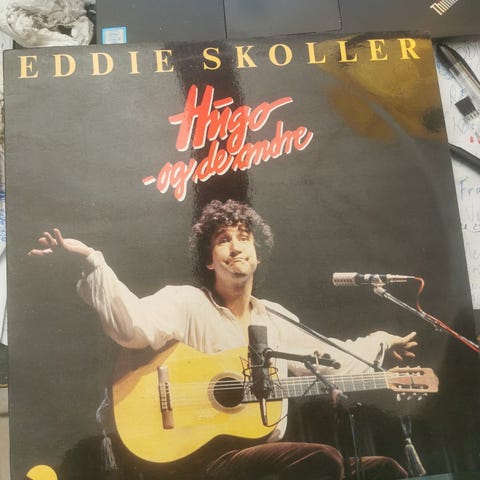 EDDIE SKOLLER
Hugo
-og de andre